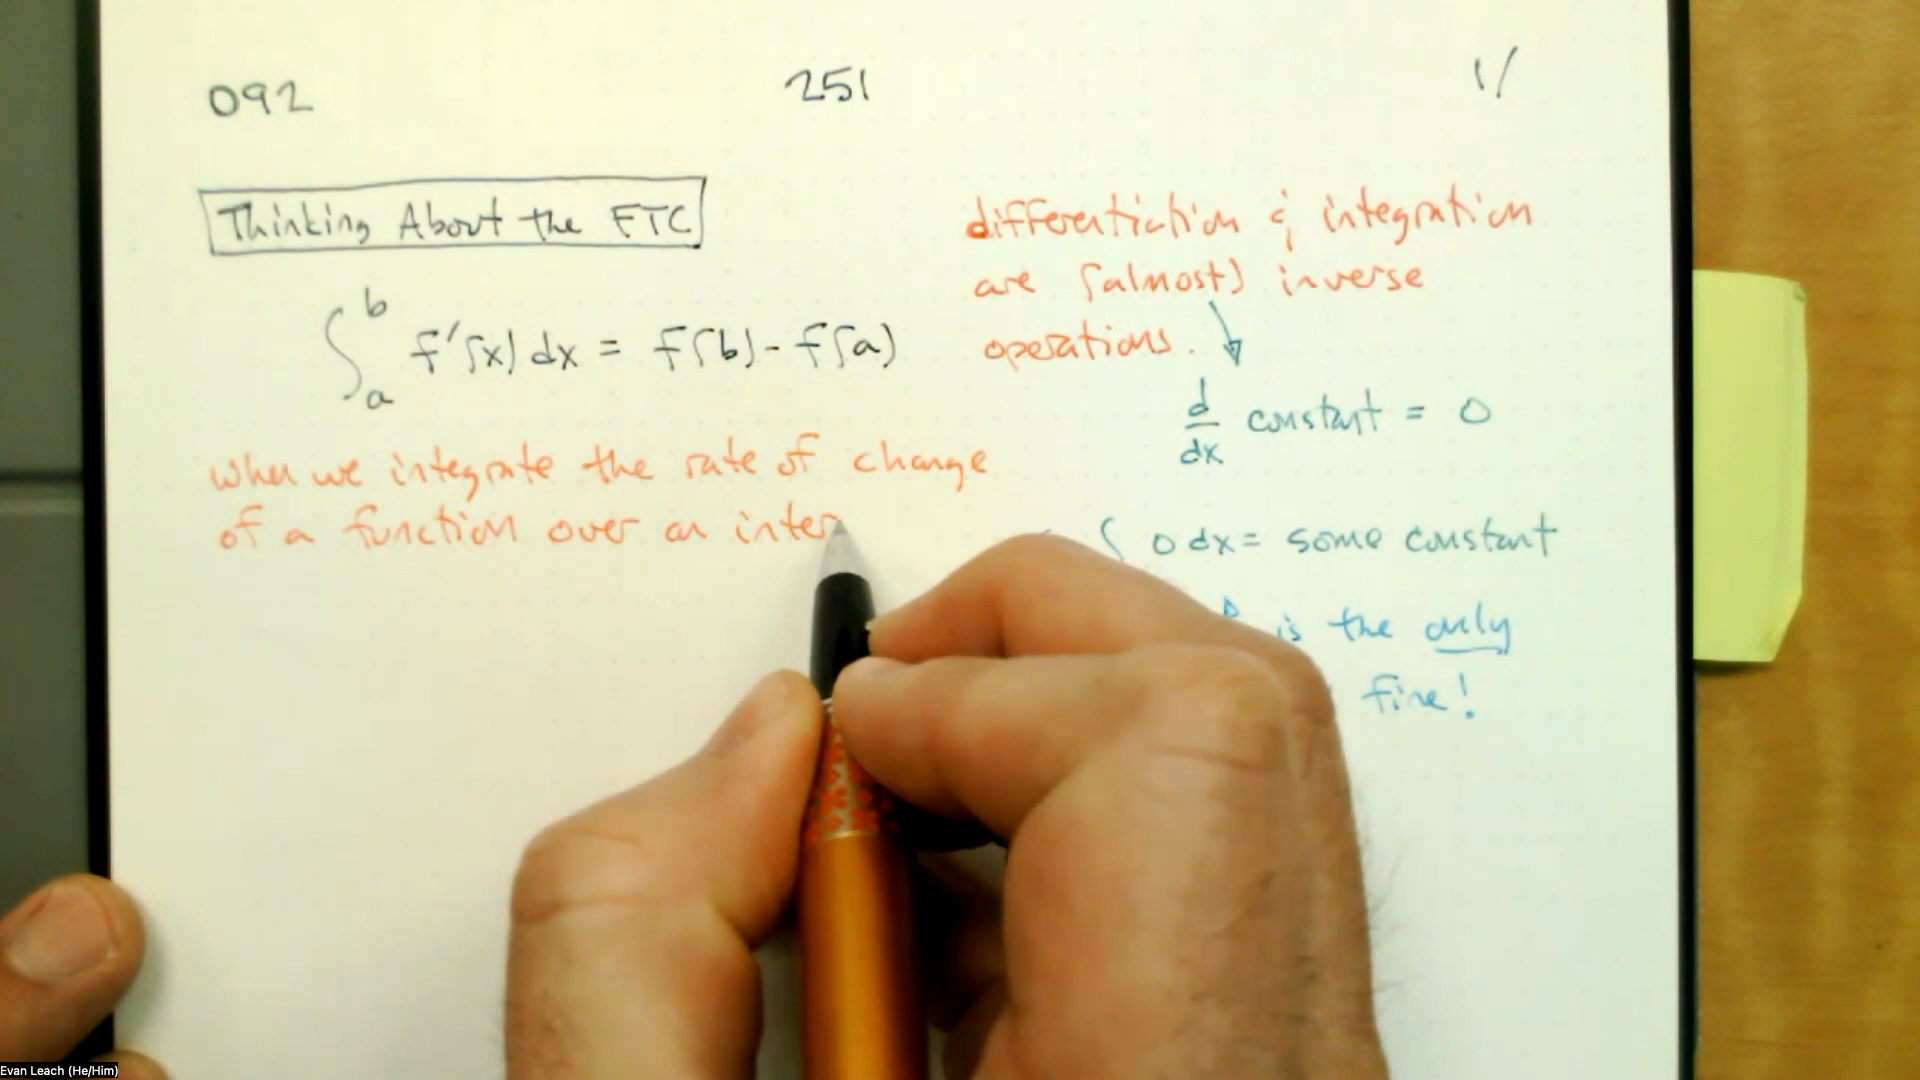 092 251 1/
Thinking About the FTC
∫_a^b f'(x) dx = f(b) - f(a)
when we integrate the rate of change
of a function over an inter
differentiation & integration
are (almost) inverse
operations.
d/dx constant = 0
∫ 0 dx = some constant
is the only
fine!
Evan Leach (He/Him)